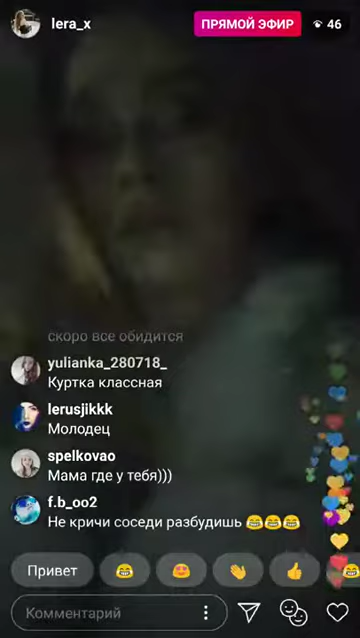 lera_x
ПРЯМОЙ ЭФИР
46
скоро все обидится
yulianka_280718_
Куртка классная
lerusjikkk
Молодец
spelkovao
Мама где у тебя)))
f.b_oo2
Не кричи соседи разбудишь 😂😂😂
Привет
Комментарий